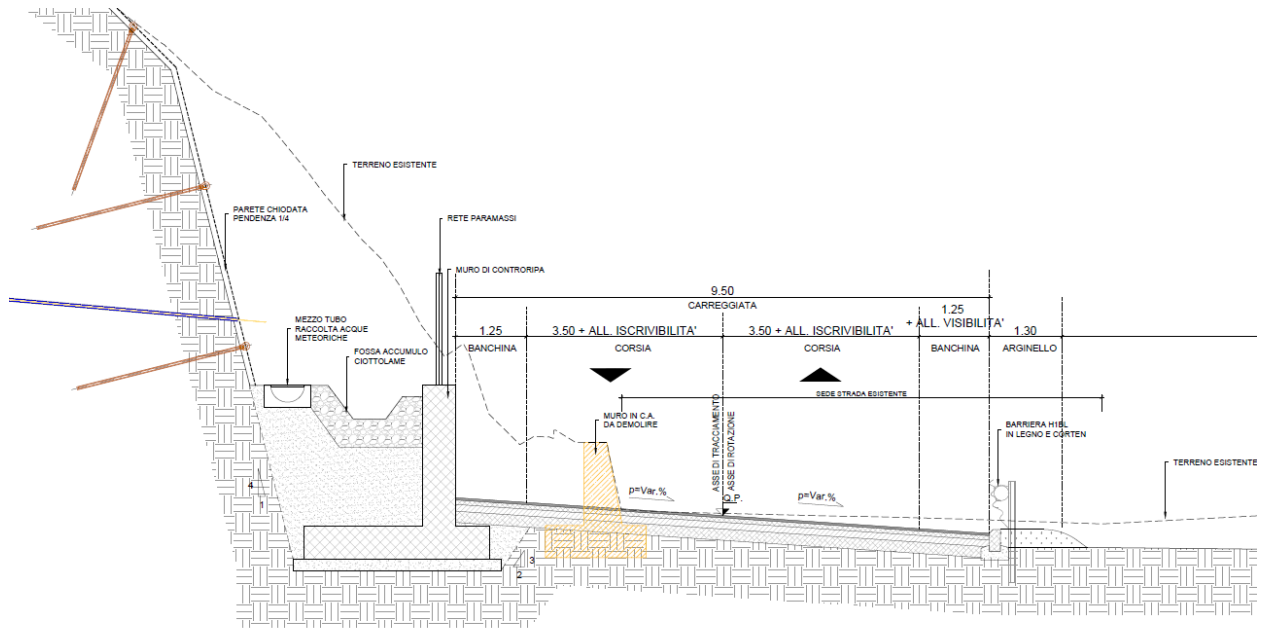 TERRENO ESISTENTE
PARETE CHIODATA
PENDENZA 1/4
RETE PARAMASSI
MURO DI CONTRORIPA
9.50
CARREGGIATA
1.25
+ ALL. VISIBILITA'
MEZZO TUBO
RACCOLTA ACQUE
METEORICHE
1.25
3.50 + ALL. ISCRIVIBILITA'
3.50 + ALL. ISCRIVIBILITA'
1.30
FOSSA ACCUMULO
CIOTTOLAME
BANCHINA
CORSIA
CORSIA
BANCHINA
ARGINELLO
SEDE STRADA ESISTENTE
MURO IN C.A.
DA DEMOLIRE
ASSE DI TRACCIAMENTO
ASSE DI ROTAZIONE
BARRIERA H1BL
IN LEGNO E CORTEN
TERRENO ESISTENTE
4
1
p=Var.%
Q.P.
p=Var.%
3
2